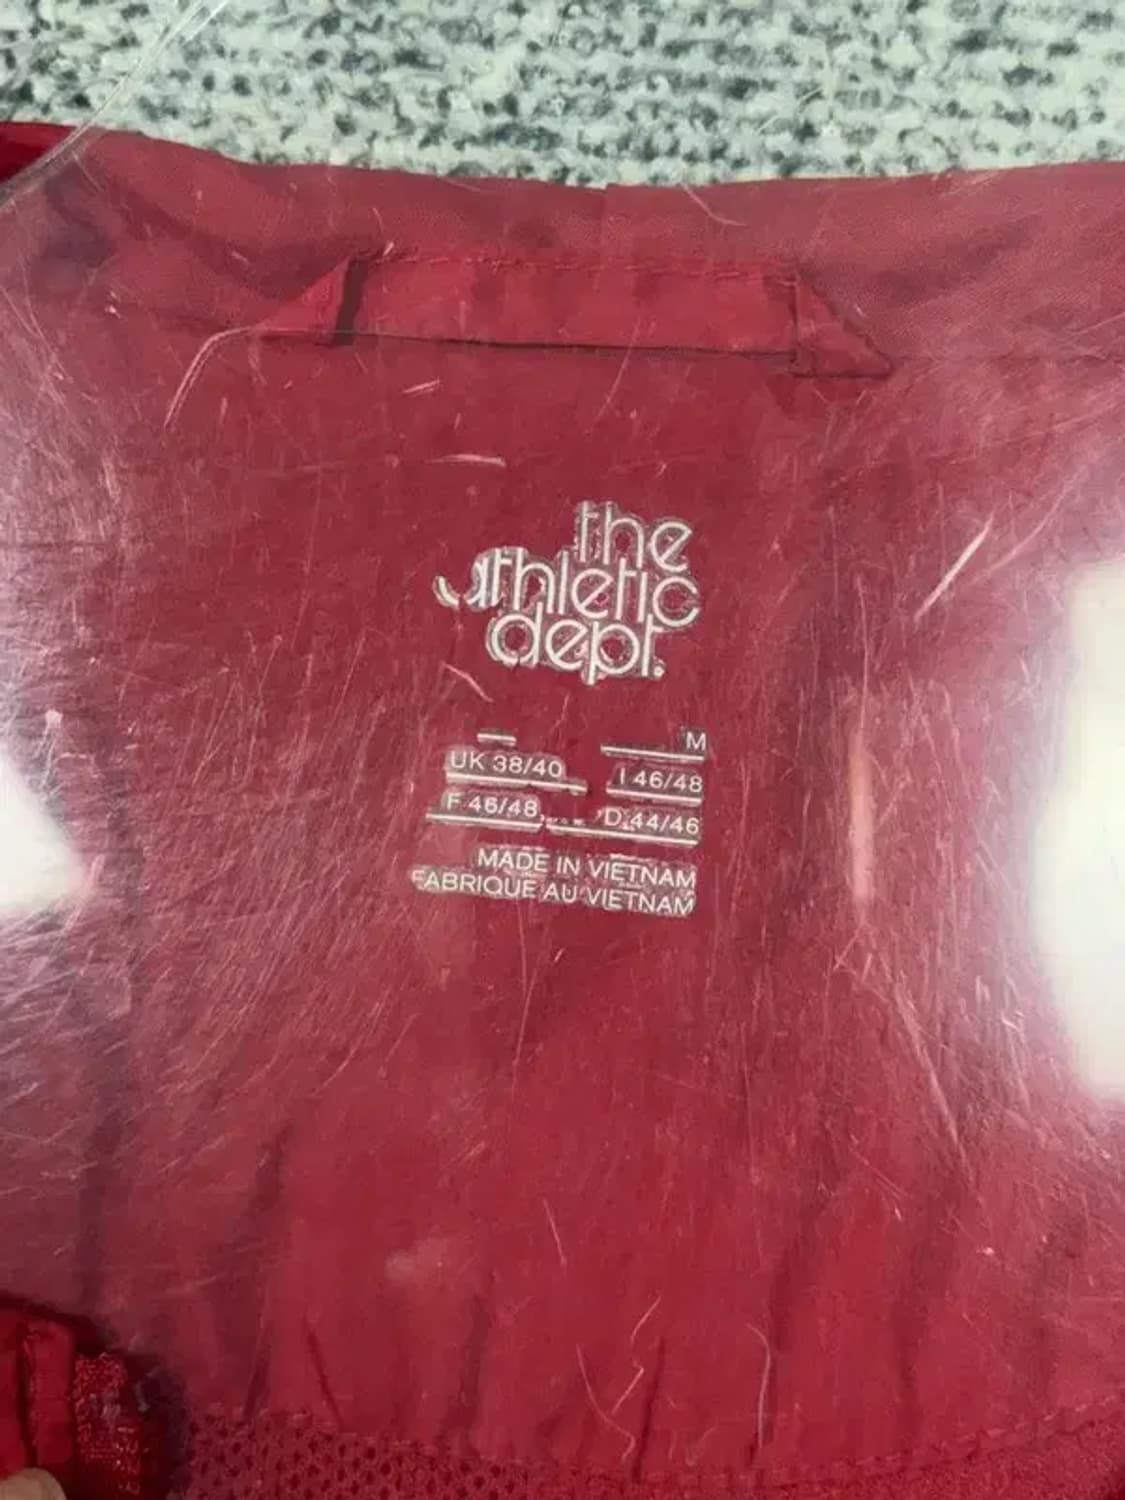 the
athletic
dept.
M
UK 38/40 I 46/48
F 46/48 D 44/46
MADE IN VIETNAM
FABRIQUE AU VIETNAM